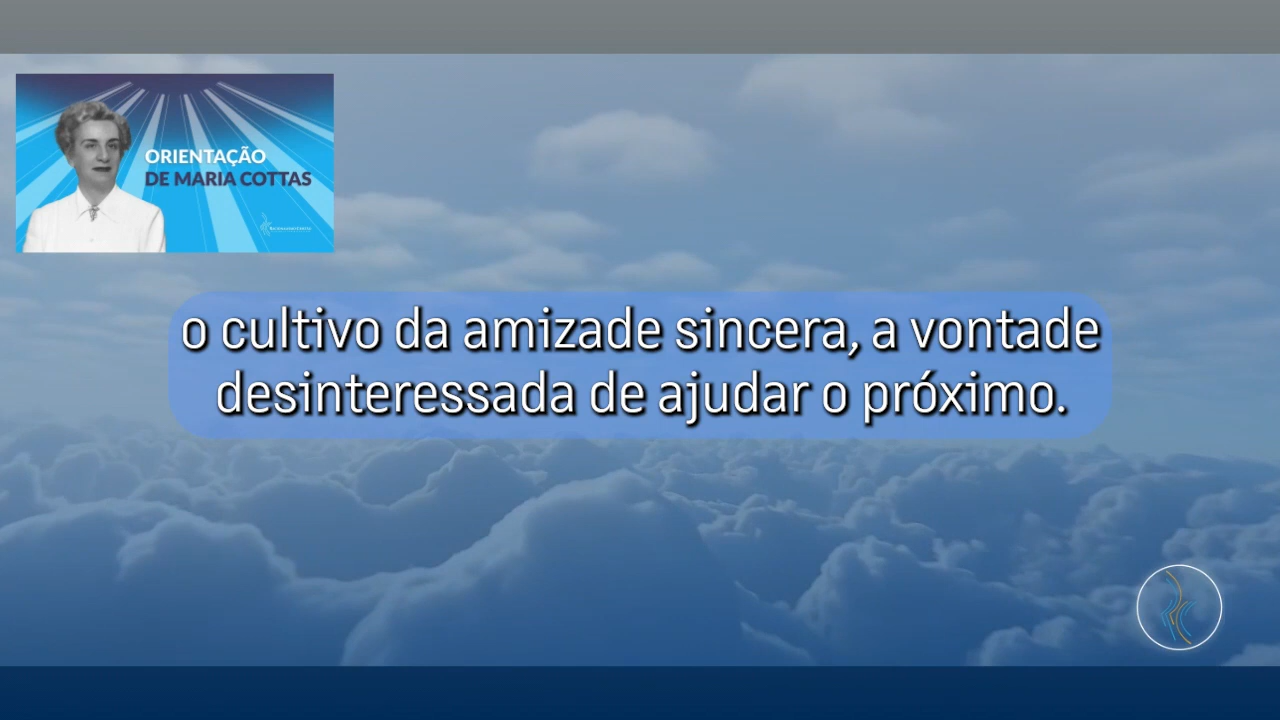 ORIENTAÇÃO
DE MARIA COTTAS
o cultivo da amizade sincera, a vontade
desinteressada de ajudar o próximo.